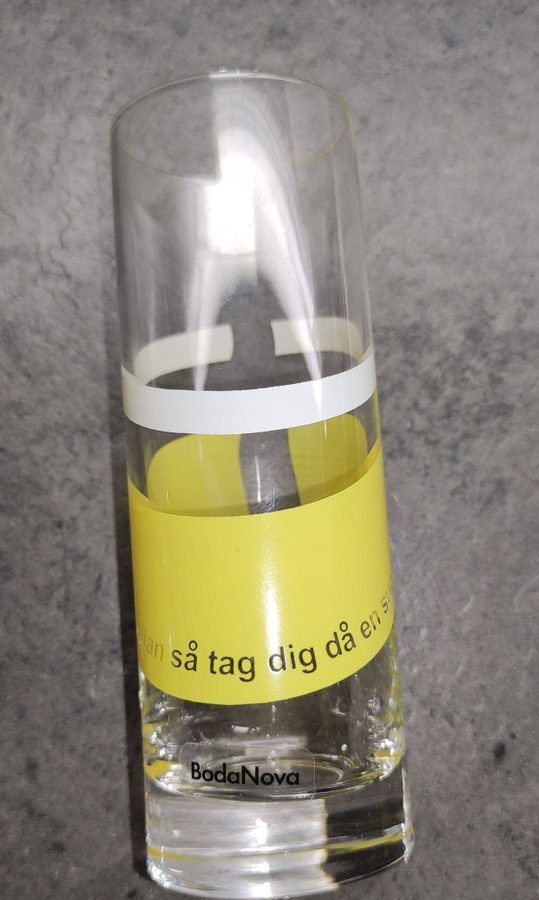 så tag dig då en
BodaNova